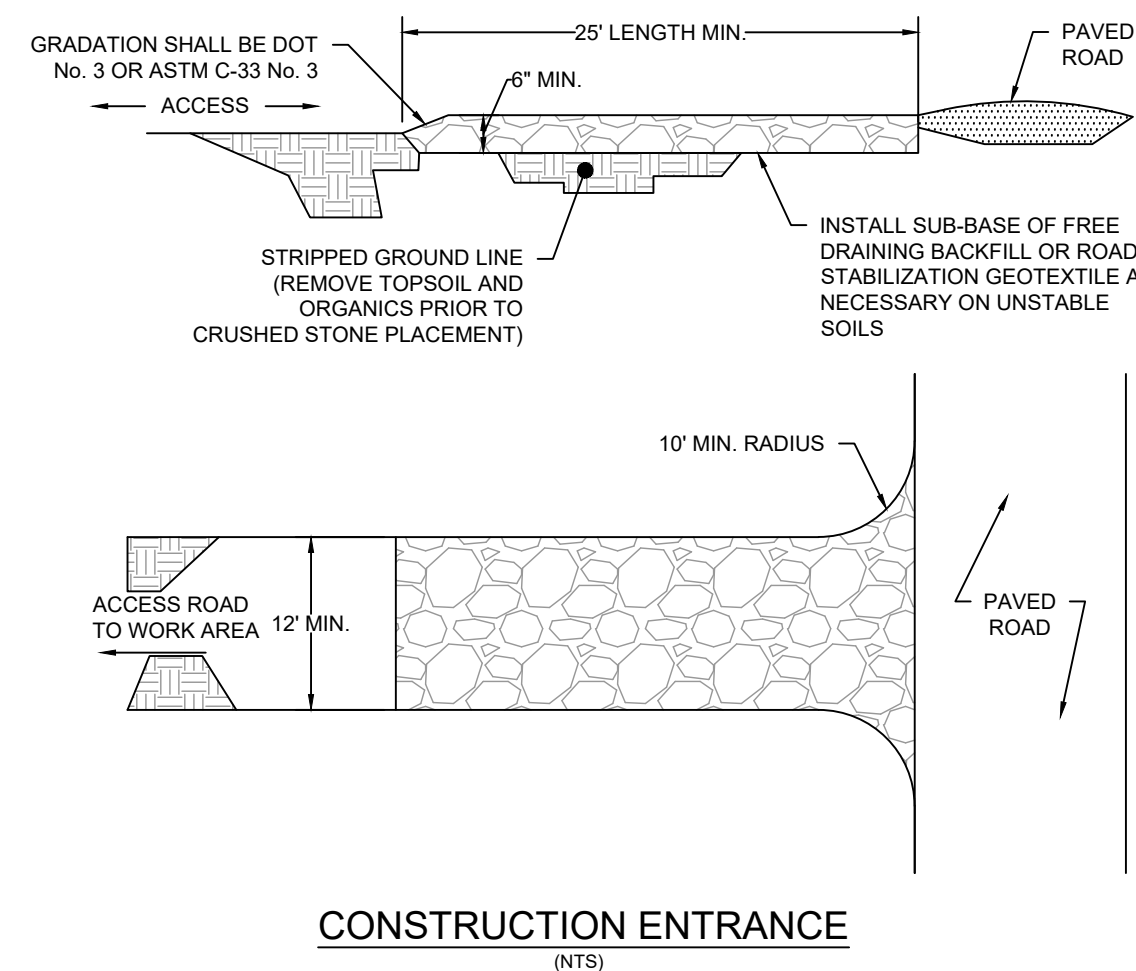 GRADATION SHALL BE DOT
No. 3 OR ASTM C-33 No. 3
ACCESS
25' LENGTH MIN.
6" MIN.
PAVED
ROAD
STRIPPED GROUND LINE
(REMOVE TOPSOIL AND
ORGANICS PRIOR TO
CRUSHED STONE PLACEMENT)
INSTALL SUB-BASE OF FREE
DRAINING BACKFILL OR ROAD
STABILIZATION GEOTEXTILE
NECESSARY ON UNSTABLE
SOILS
10' MIN. RADIUS
ACCESS ROAD
TO WORK AREA
12' MIN.
PAVED
ROAD
CONSTRUCTION ENTRANCE
(NTS)